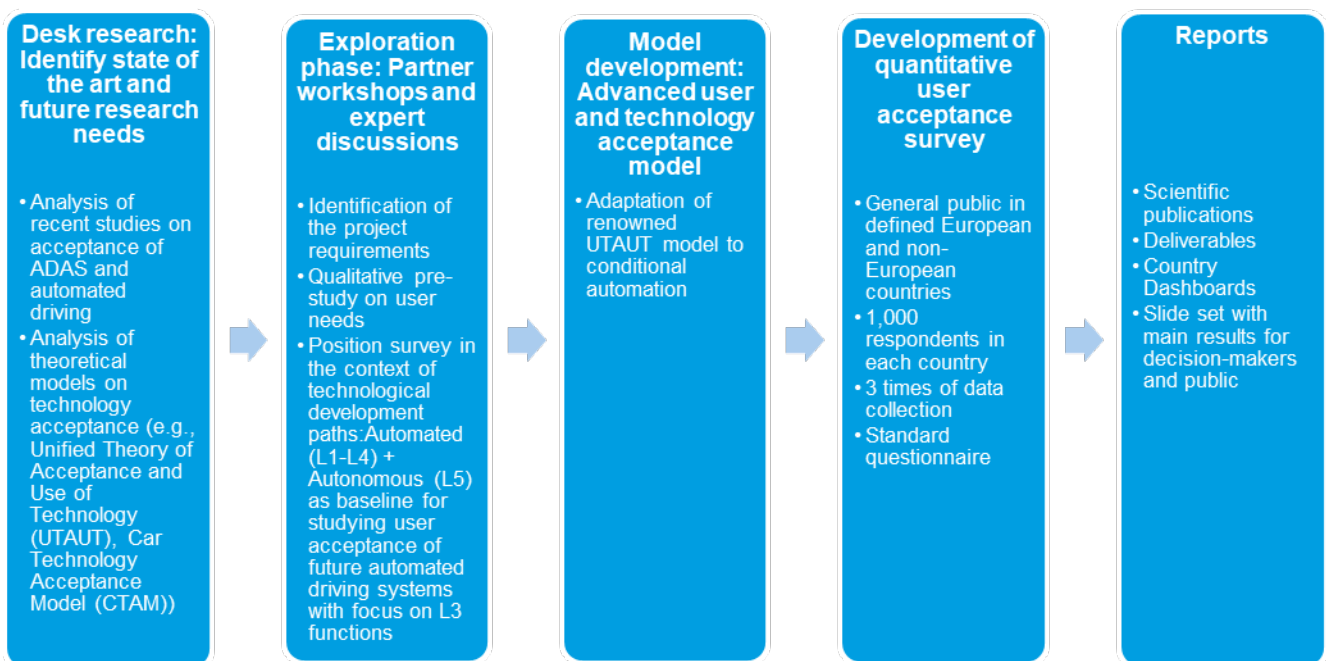 Desk research:
Identify state of
the art and
future research
needs
• Analysis of
recent studies on
acceptance of
ADAS and
automated
driving
• Analysis of
theoretical
models on
technology
acceptance (e.g.,
Unified Theory of
Acceptance and
Use of
Technology
(UTAUT), Car
Technology
Acceptance
Model (CTAM))
Exploration
phase: Partner
workshops and
expert
discussions
• Identification of
the project
requirements
• Qualitative pre-
study on user
needs
• Position survey in
the context of
technological
development
paths:Automated
(L1-L4) +
Autonomous (L5)
as baseline for
studying user
acceptance of
future automated
driving systems
with focus on L3
functions
Model
development:
Advanced user
and technology
acceptance
model
• Adaptation of
renowned
UTAUT model to
conditional
automation
Development of
quantitative
user
acceptance
survey
• General public in
defined European
and non-
European
countries
• 1,000
respondents in
each country
• 3 times of data
collection
• Standard
questionnaire
Reports
• Scientific
publications
• Deliverables
• Country
Dashboards
• Slide set with
main results for
decision-makers
and public